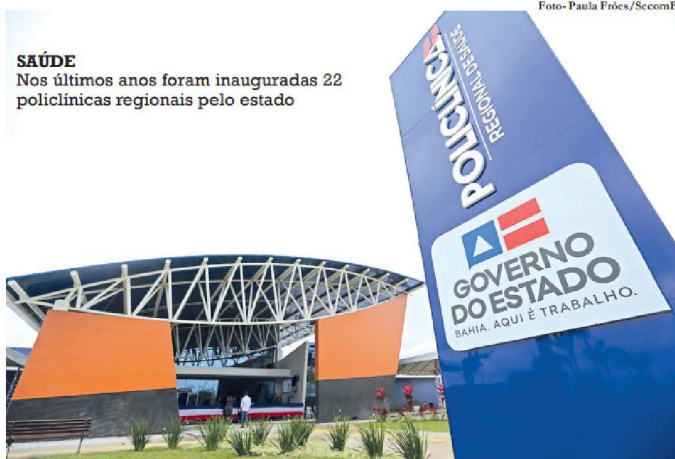 Foto- Paula Fróes/SecomB
SAÚDE
Nos últimos anos foram inauguradas 22
policlínicas regionais pelo estado
POLICLÍNICA
REGIONAL DE SAÚDE
GOVERNO
DO ESTADO
BAHIA. AQUI É TRABALHO.